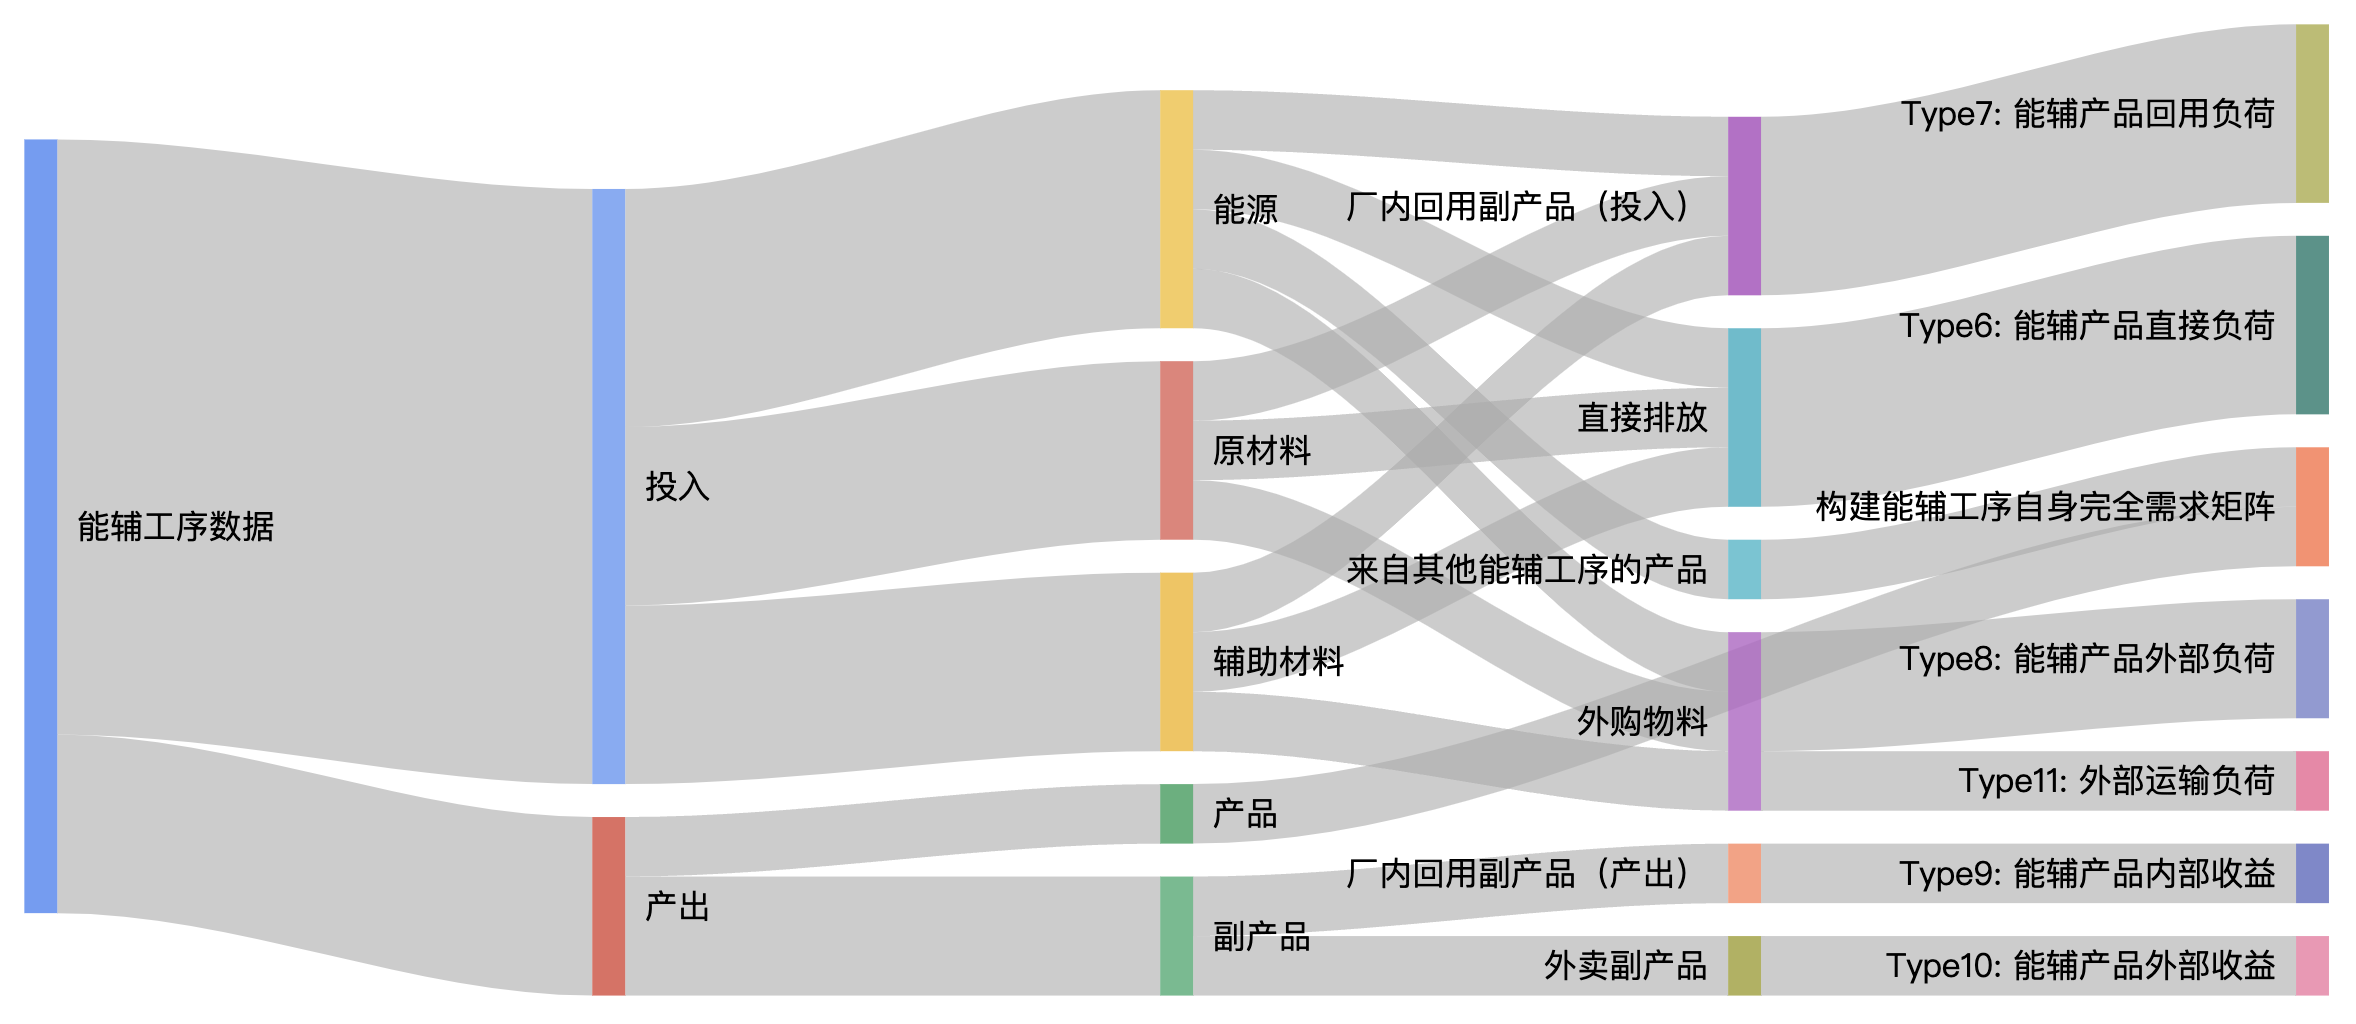 能辅工序数据
投入
产出
能源
原材料
辅助材料
产品
副产品
厂内回用副产品（投入）
直接排放
来自其他能辅工序的产品
外购物料
厂内回用副产品（产出）
外卖副产品
Type7: 能辅产品回用负荷
Type6: 能辅产品直接负荷
构建能辅工序自身完全需求矩阵
Type8: 能辅产品外部负荷
Type11: 外部运输负荷
Type9: 能辅产品内部收益
Type10: 能辅产品外部收益